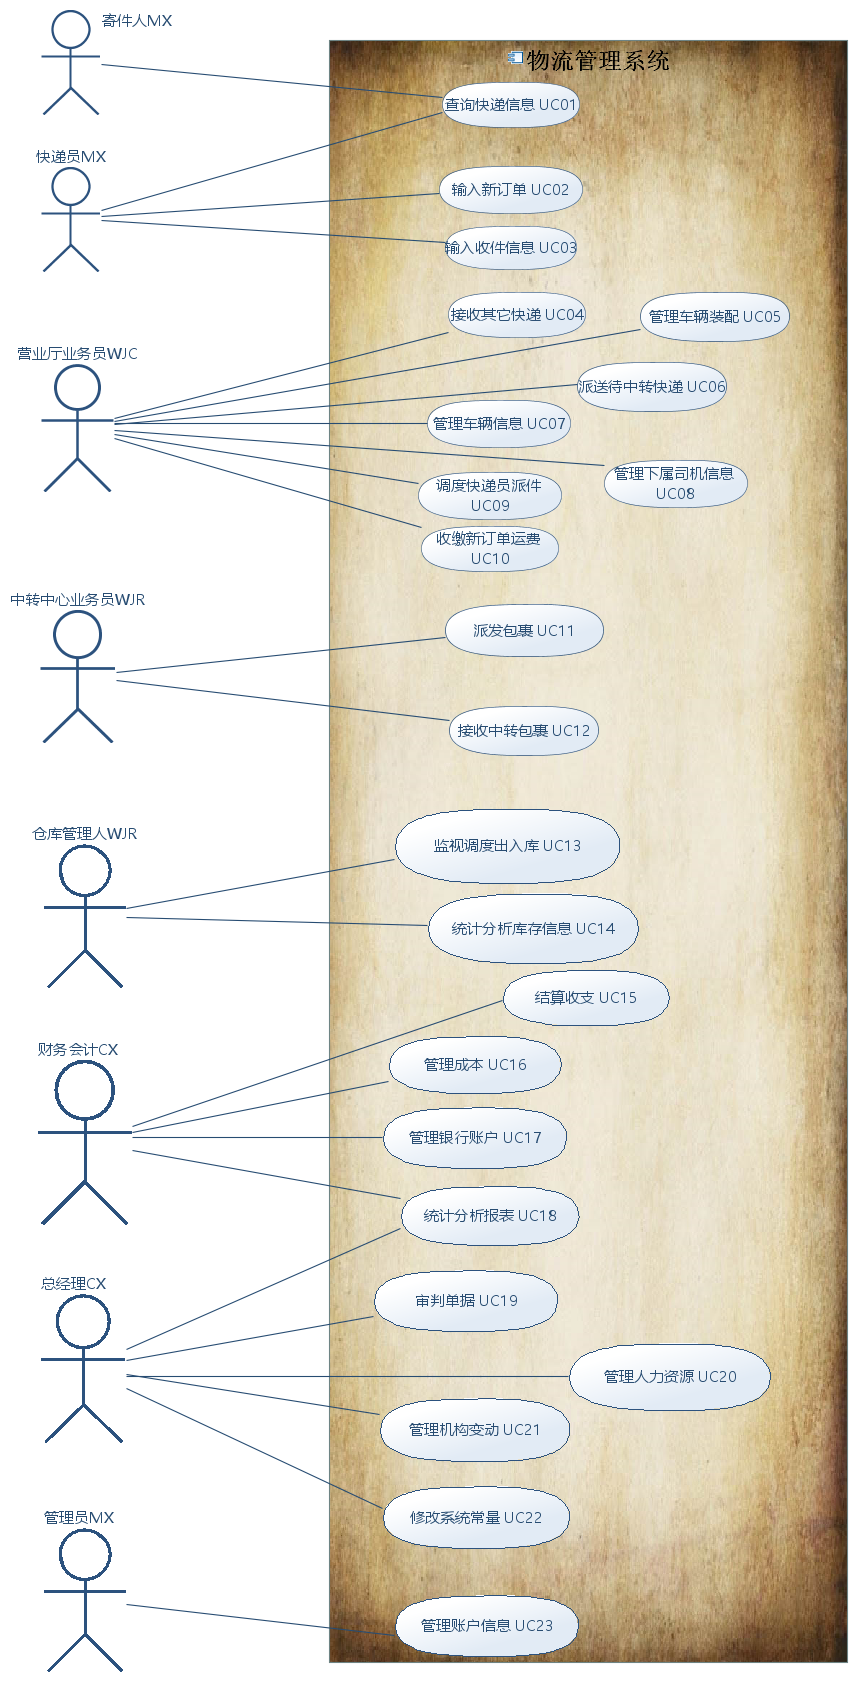 寄件人MX
物流管理系统
查询快递信息 UC01
快递员MX
输入新订单 UC02
输入收件信息 UC03
接收其它快递 UC04
管理车辆装配 UC05
营业厅业务员WJC
派送待中转快递 UC06
管理车辆信息 UC07
管理下属司机信息
UC08
调度快递员派件
UC09
收缴新订单运费
UC10
中转中心业务员WJR
派发包裹 UC11
接收中转包裹 UC12
仓库管理人WJR
监视调度出入库 UC13
统计分析库存信息 UC14
结算收支 UC15
财务会计CX
管理成本 UC16
管理银行账户 UC17
统计分析报表 UC18
总经理CX
审判单据 UC19
管理人力资源 UC20
管理机构变动 UC21
修改系统常量 UC22
管理员MX
管理账户信息 UC23